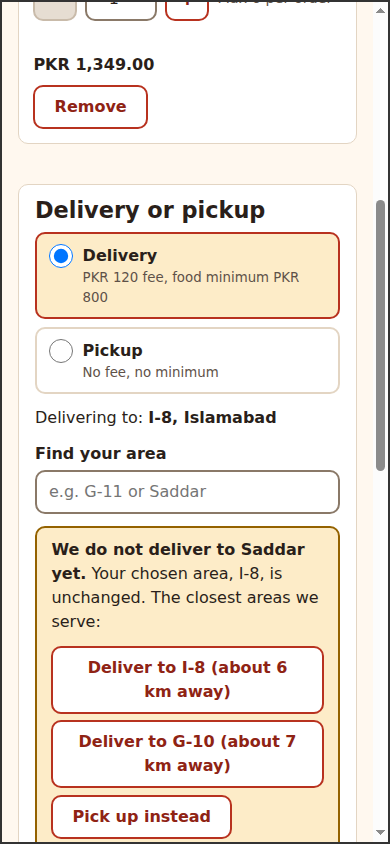 PKR 1,349.00
Remove
Delivery or pickup
Delivery
PKR 120 fee, food minimum PKR
800
Pickup
No fee, no minimum
Delivering to: I-8, Islamabad
Find your area
e.g. G-11 or Saddar
We do not deliver to Saddar
yet. Your chosen area, I-8, is
unchanged. The closest areas we
serve:
Deliver to I-8 (about 6
km away)
Deliver to G-10 (about 7
km away)
Pick up instead